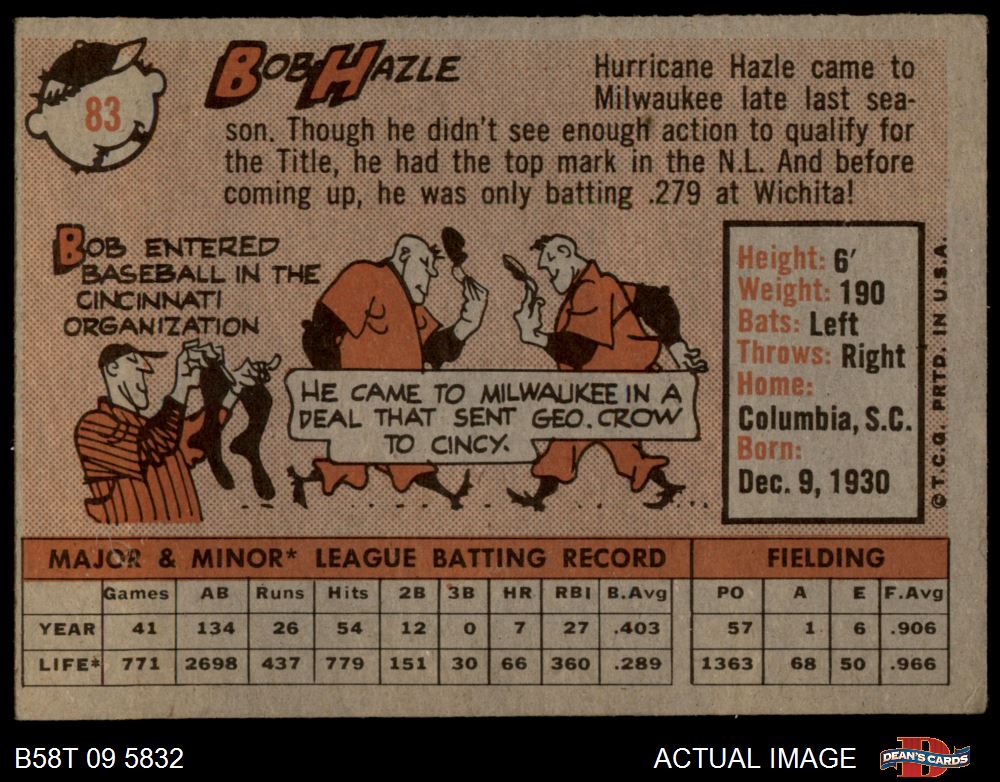 83
BOB HAZLE
Hurricane Hazle came to
Milwaukee late last sea-
son. Though he didn't see enough action to qualify for
the Title, he had the top mark in the N.L. And before
coming up, he was only batting .279 at Wichita!
BOB ENTERED
BASEBALL IN THE
CINCINNATI
ORGANIZATION
HE CAME TO MILWAUKEE IN A
DEAL THAT SENT GEO. CROW
TO CINCY.
Height: 6'
Weight: 190
Bats: Left
Throws: Right
Home:
Columbia, S.C.
Born:
Dec. 9, 1930
© T.C.G. PRTD. IN U.S.A.
MAJOR & MINOR* LEAGUE BATTING RECORD FIELDING
Games AB Runs Hits 2B 3B HR RBI B.Avg PO A E F.Avg
YEAR 41 134 26 54 12 0 7 27 .403 57 1 6 .906
LIFE* 771 2698 437 779 151 30 66 360 .289 1363 68 50 .966
B58T 09 5832 ACTUAL IMAGE DEAN'S CARDS